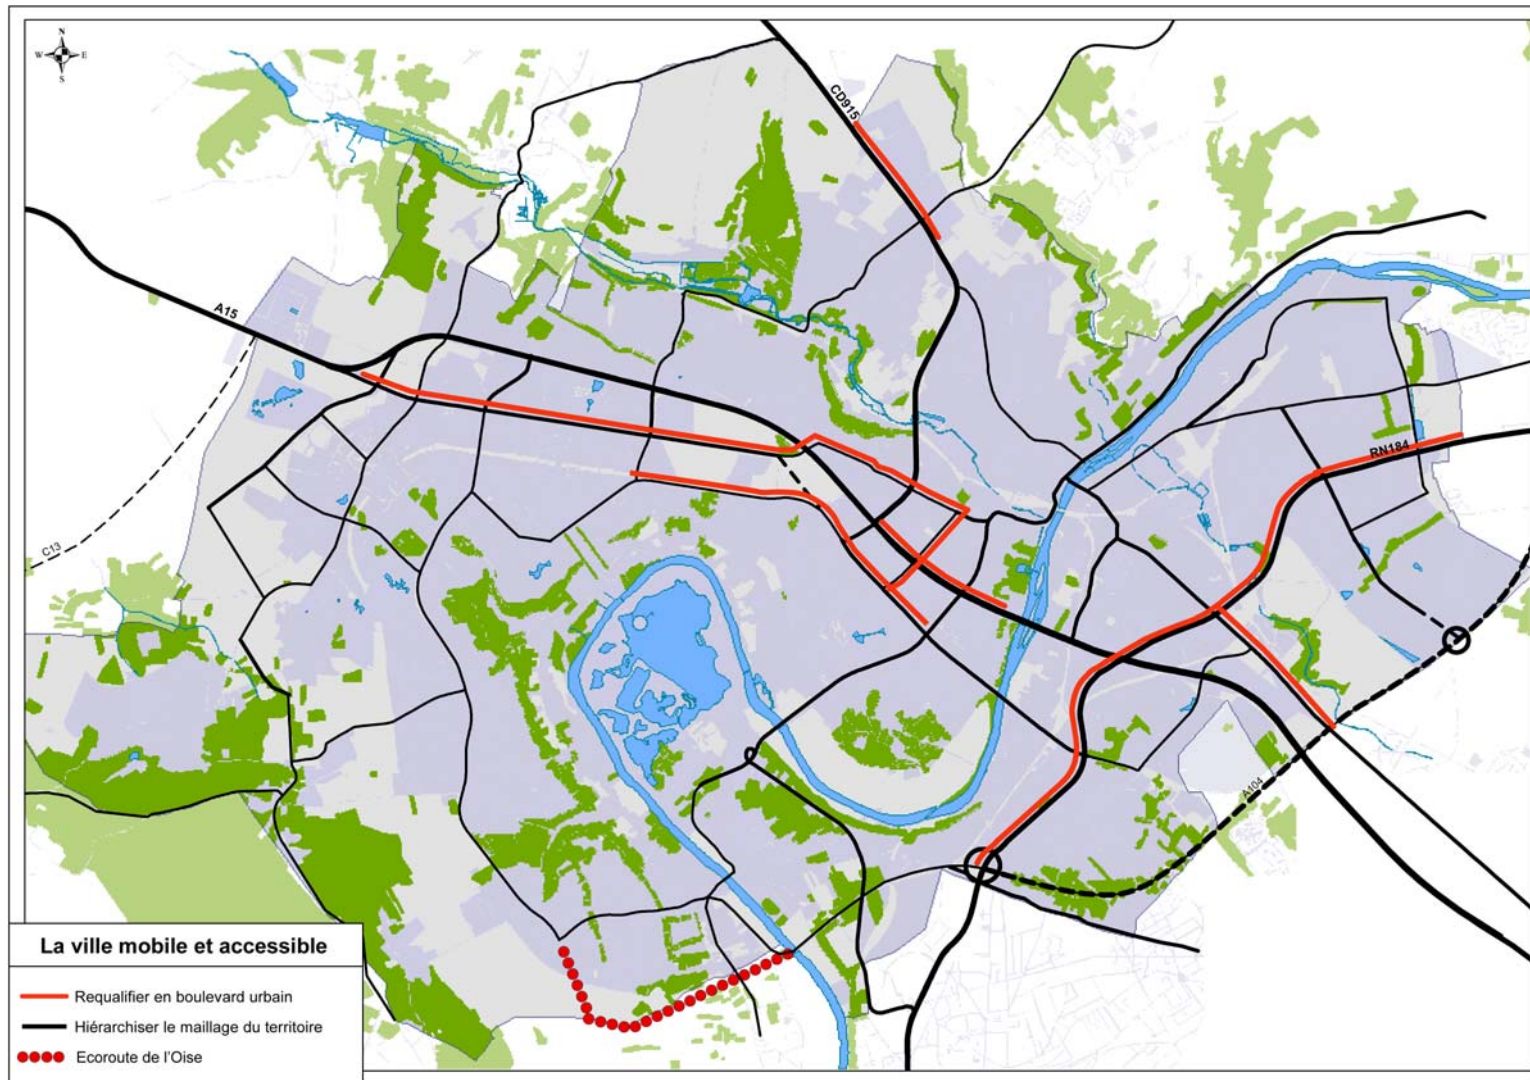 N
W E
S
CD915
A15
RN184
C13
A104
La ville mobile et accessible
Requalifier en boulevard urbain
Hiérarchiser le maillage du territoire
Ecoroute de l'Oise